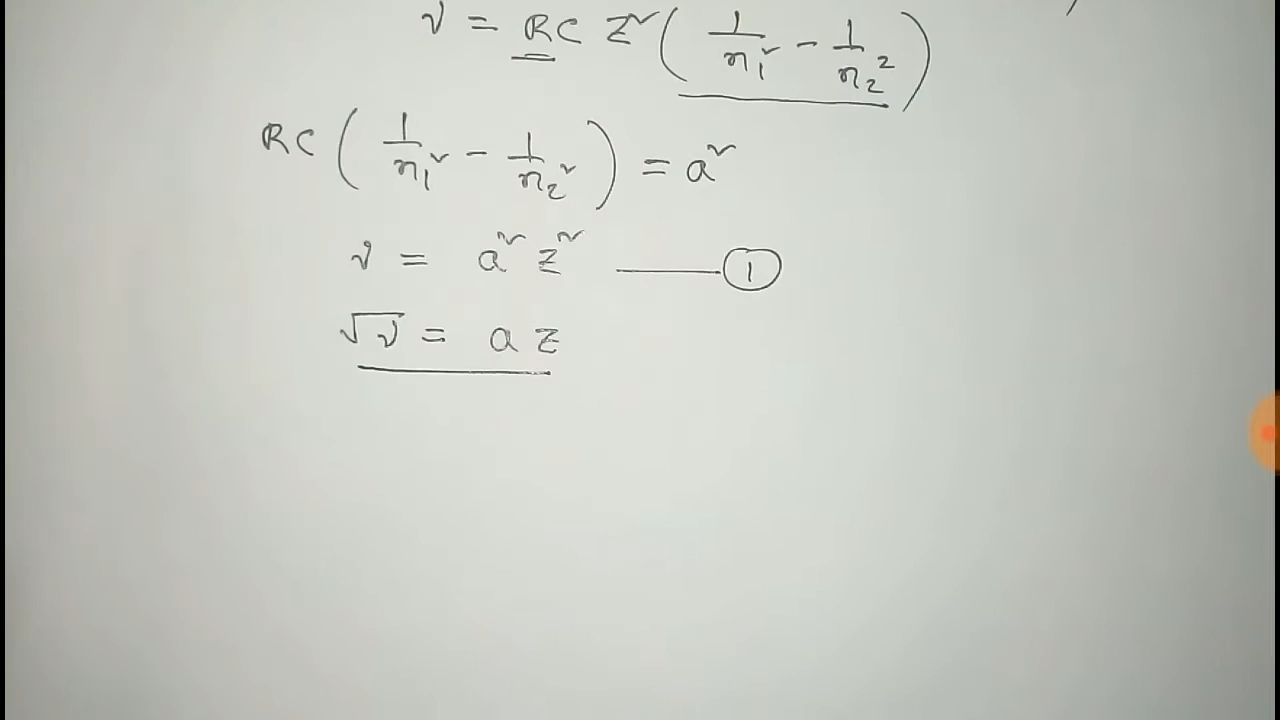 ν = RC Z² ( 1/n₁² − 1/n₂² )
RC ( 1/n₁² − 1/n₂² ) = a²
ν = a² z² —— ①
√ν = a z